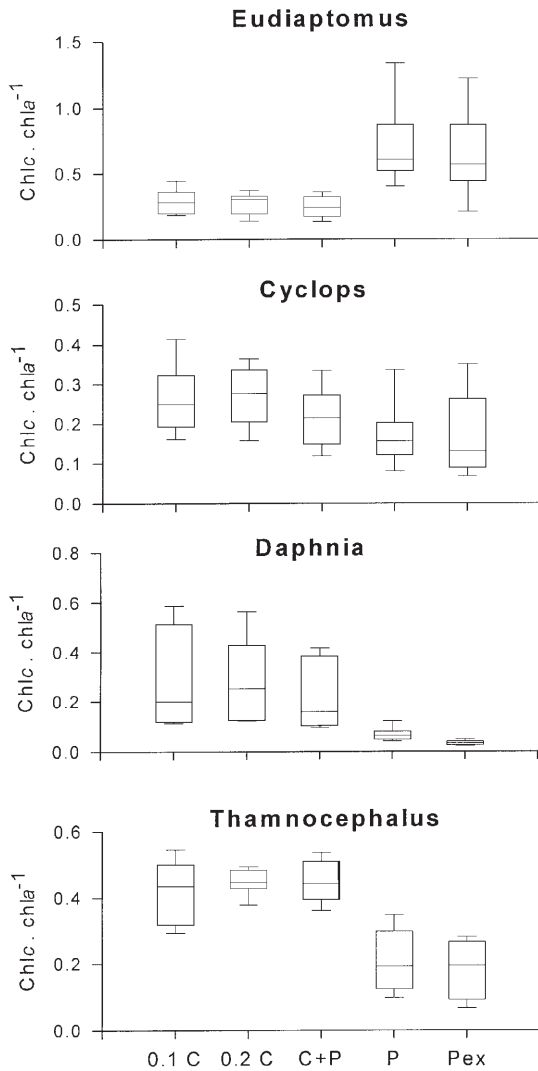 Eudiaptomus
1.5
1.0
0.5
0.0
Chlc . chla⁻¹
Cyclops
0.5
0.4
0.3
0.2
0.1
0.0
Chlc . chla⁻¹
Daphnia
0.8
0.6
0.4
0.2
0.0
Chlc . chla⁻¹
Thamnocephalus
0.6
0.4
0.2
0.0
Chlc . chla⁻¹
0.1 C 0.2 C C+P P Pex